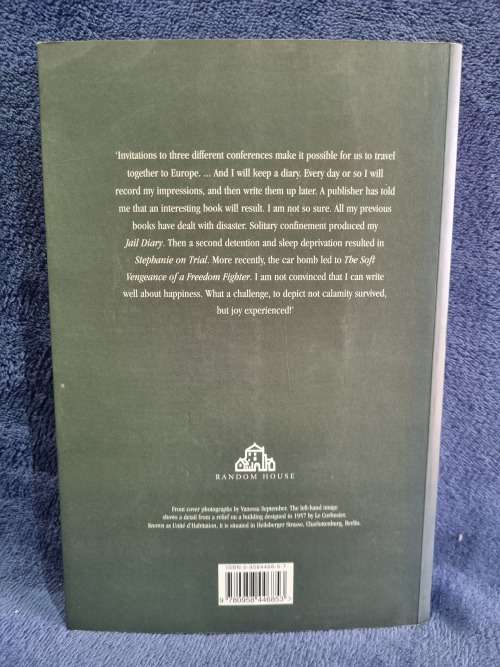 'Invitations to three different conferences make it possible for us to travel
together to Europe. ... And I will keep a diary. Every day or so I will
record my impressions, and then write them up later. A publisher has told
me that an interesting book will result. I am not so sure. All my previous
books have dealt with disaster. Solitary confinement produced my
Jail Diary. Then a second detention and sleep deprivation resulted in
Stephanie on Trial. More recently, the car bomb led to The Soft
Vengeance of a Freedom Fighter. I am not convinced that I can write
well about happiness. What a challenge, to depict not calamity survived,
but joy experienced!'
RANDOM HOUSE
Front cover photographs by Vanessa September. The left-hand image
shows a detail from a relief on a building designed in 1957 by Le Corbusier.
Known as Unité d'Habitation, it is situated in Heilsberger Strasse, Charlottenburg, Berlin.
ISBN
9 780958 446853